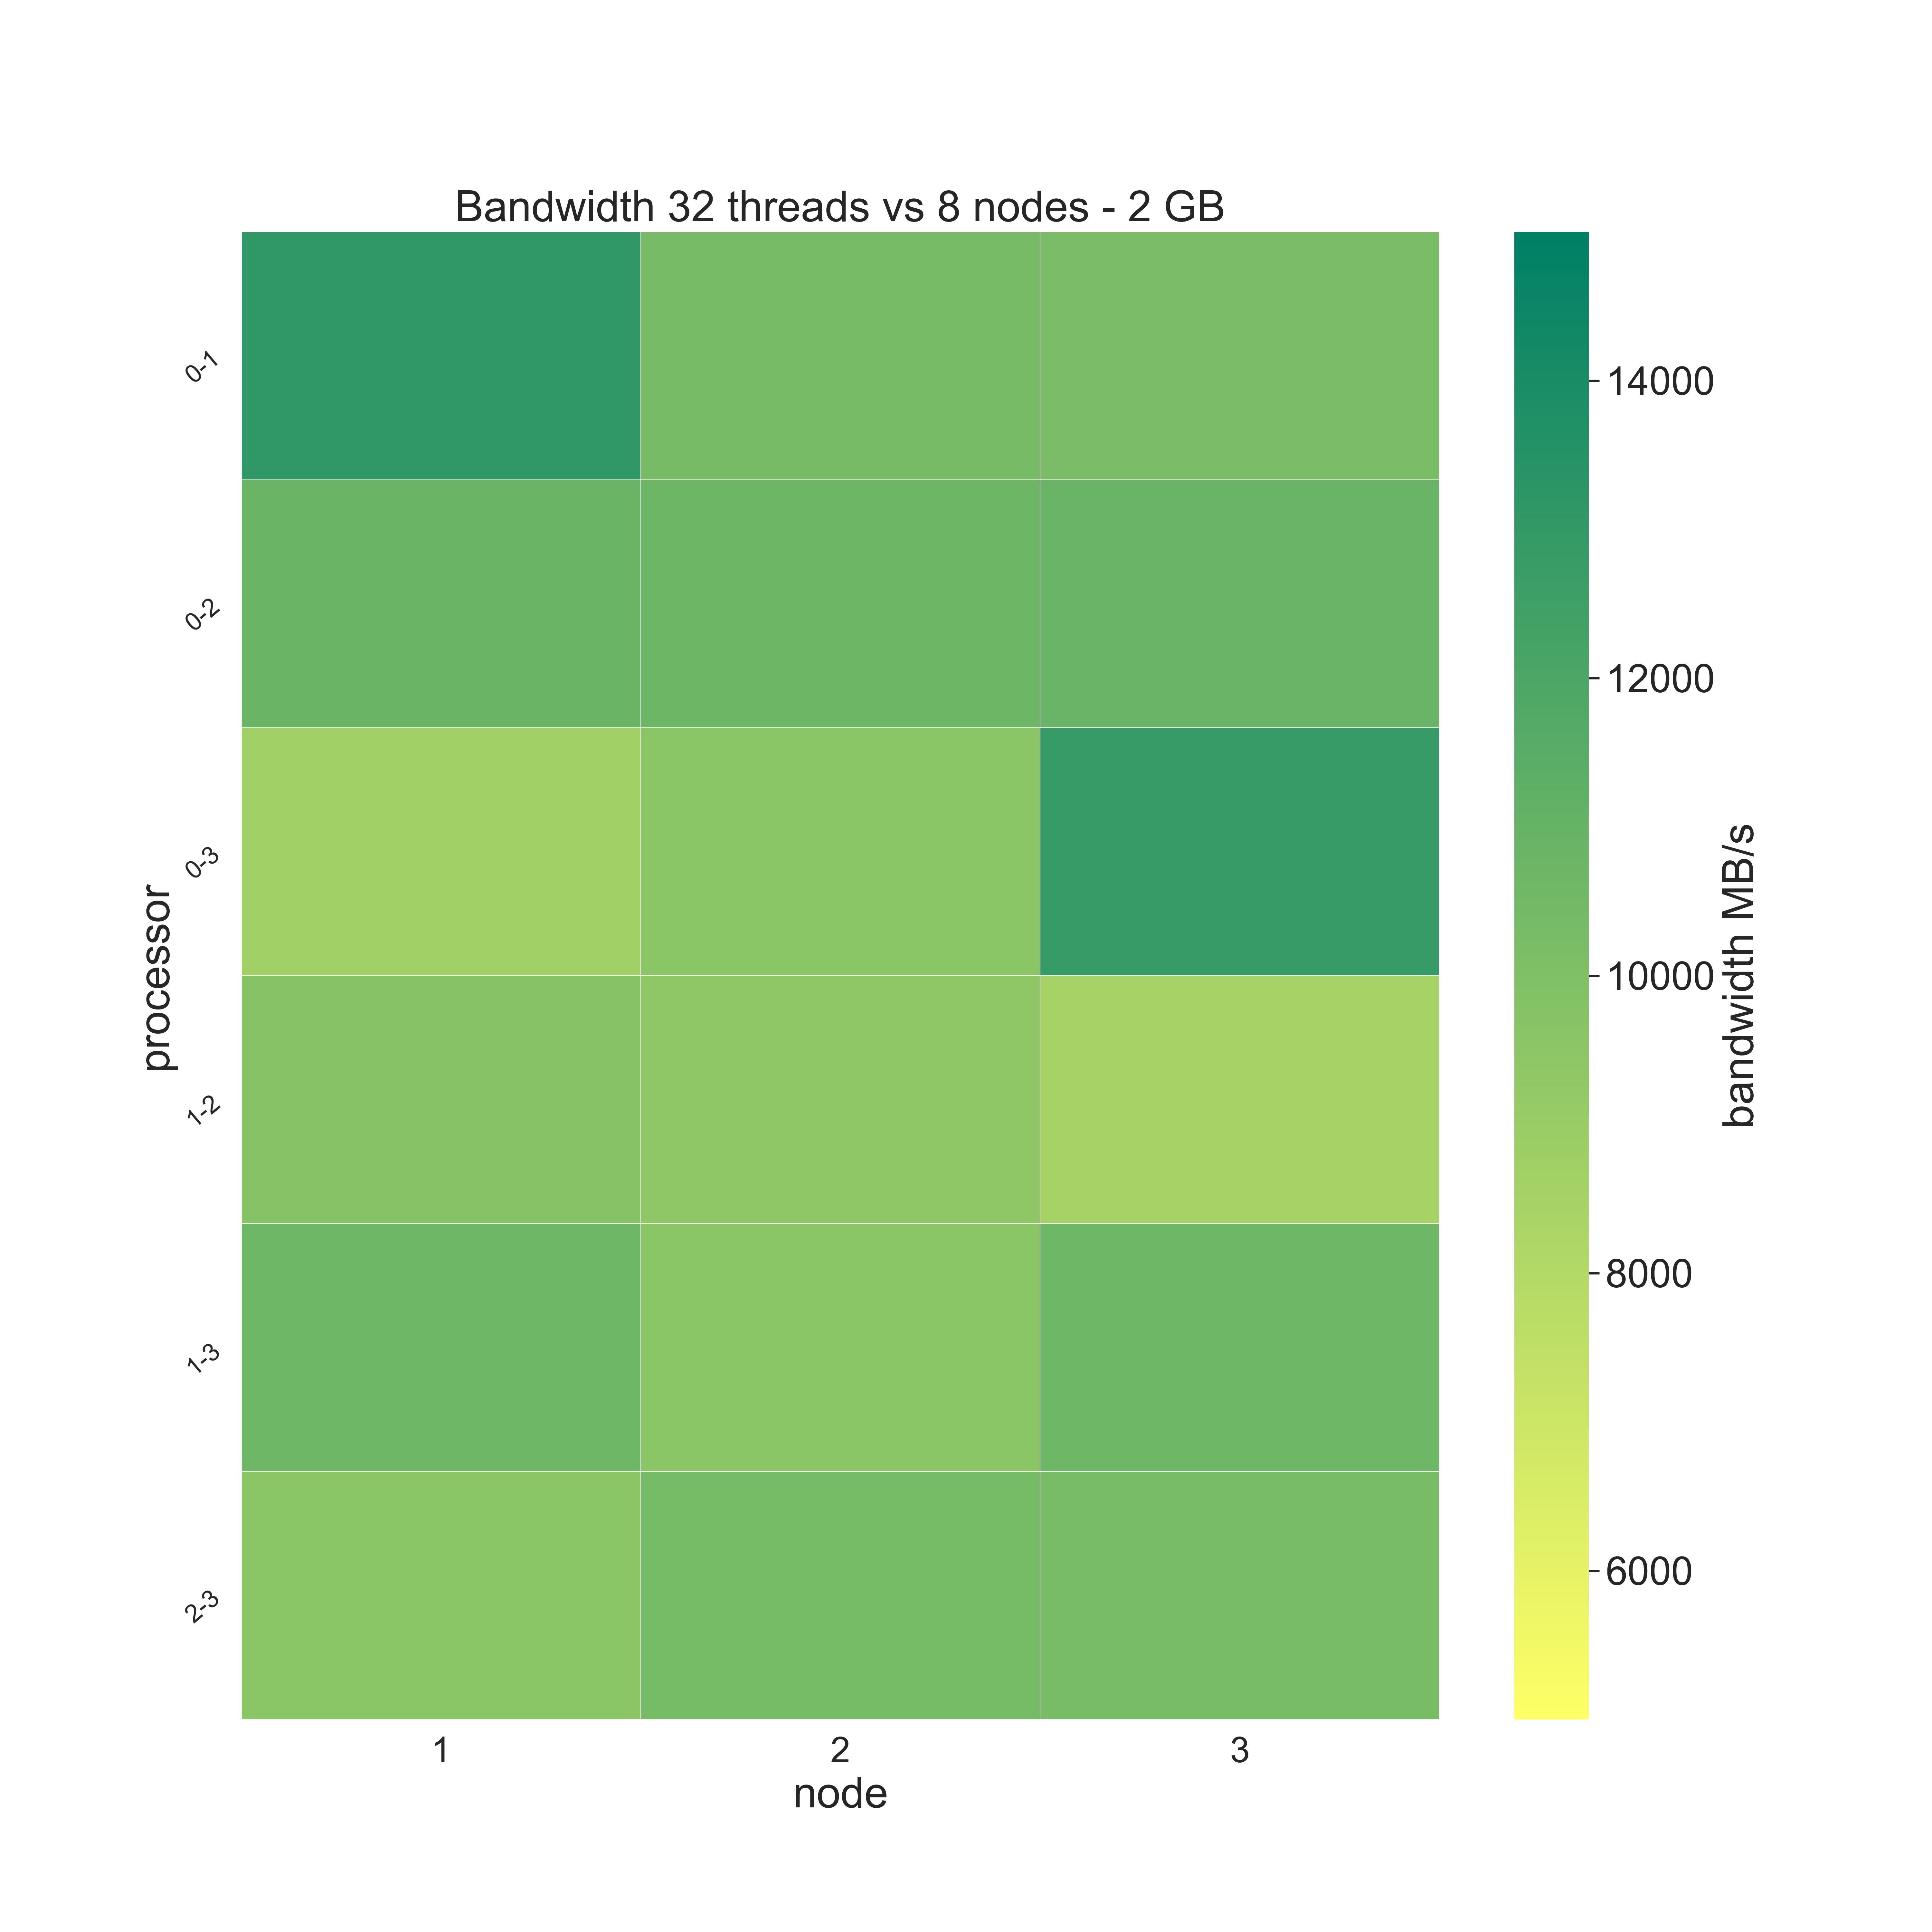 Bandwidth 32 threads vs 8 nodes - 2 GB
processor
0-1
0-2
0-3
1-2
1-3
2-3
1 2 3
node
14000
12000
10000
8000
6000
bandwidth MB/s